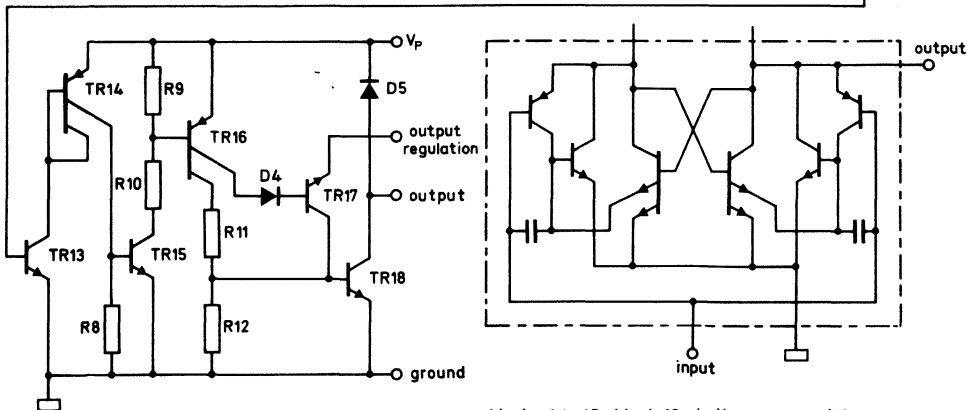 VP
output
D5
TR14
R9
TR16
output
regulation
D4
R10
TR17
output
R11
TR13
TR15
TR18
R8
R12
input
ground